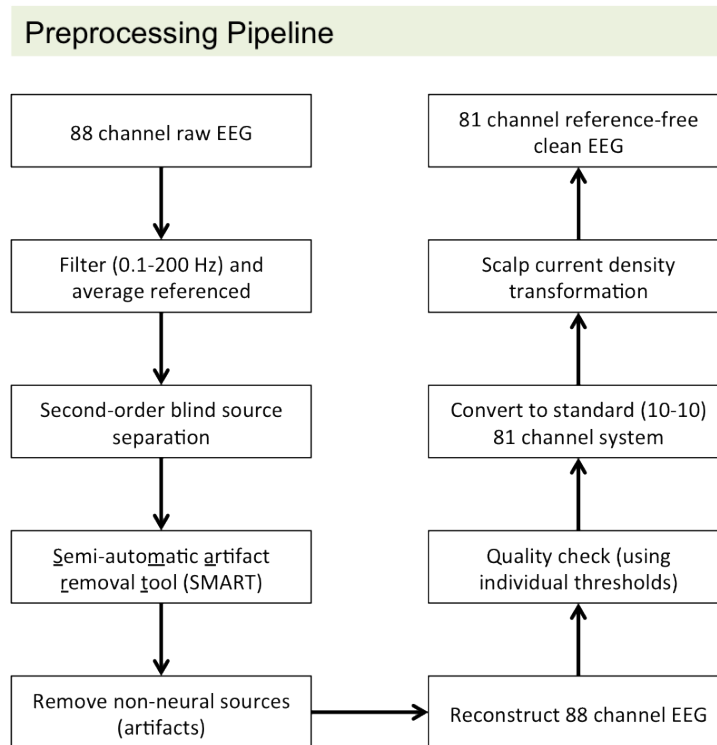 Preprocessing Pipeline
88 channel raw EEG
Filter (0.1-200 Hz) and
average referenced
Second-order blind source
separation
Semi-automatic artifact
removal tool (SMART)
Remove non-neural sources
(artifacts)
Reconstruct 88 channel EEG
Quality check (using
individual thresholds)
Convert to standard (10-10)
81 channel system
Scalp current density
transformation
81 channel reference-free
clean EEG